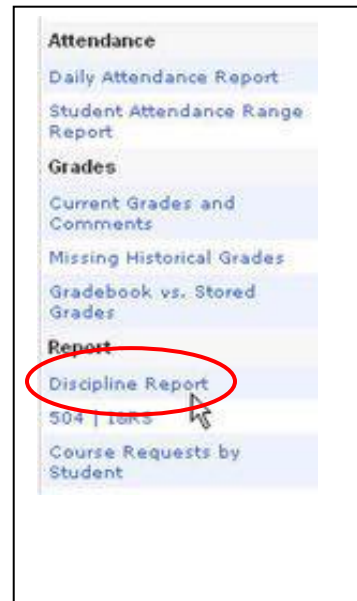 Attendance
Daily Attendance Report
Student Attendance Range
Report
Grades
Current Grades and
Comments
Missing Historical Grades
Gradebook vs. Stored
Grades
Report
Discipline Report
504 | I&RS
Course Requests by
Student